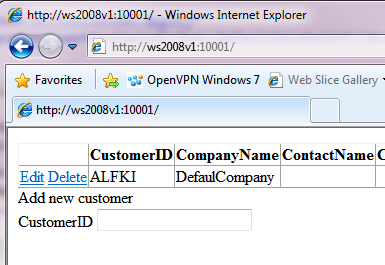 http://ws2008v1:10001/ - Windows Internet Explorer
http://ws2008v1:10001/
Favorites OpenVPN Windows 7 Web Slice Gallery
http://ws2008v1:10001/
CustomerID CompanyName ContactName C
Edit Delete ALFKI DefaulCompany
Add new customer
CustomerID